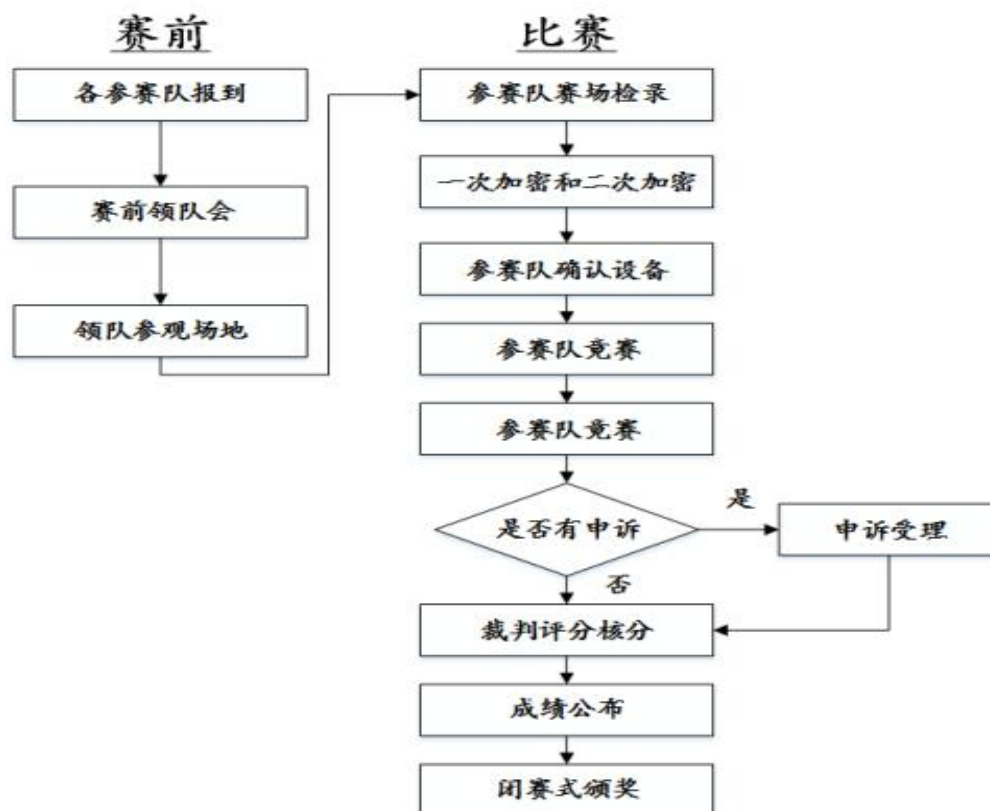 赛前
各参赛队报到
赛前领队会
领队参观场地
比赛
参赛队赛场检录
一次加密和二次加密
参赛队确认设备
参赛队竞赛
参赛队竞赛
是否有申诉
是
申诉受理
否
裁判评分核分
成绩公布
闭赛式颁奖